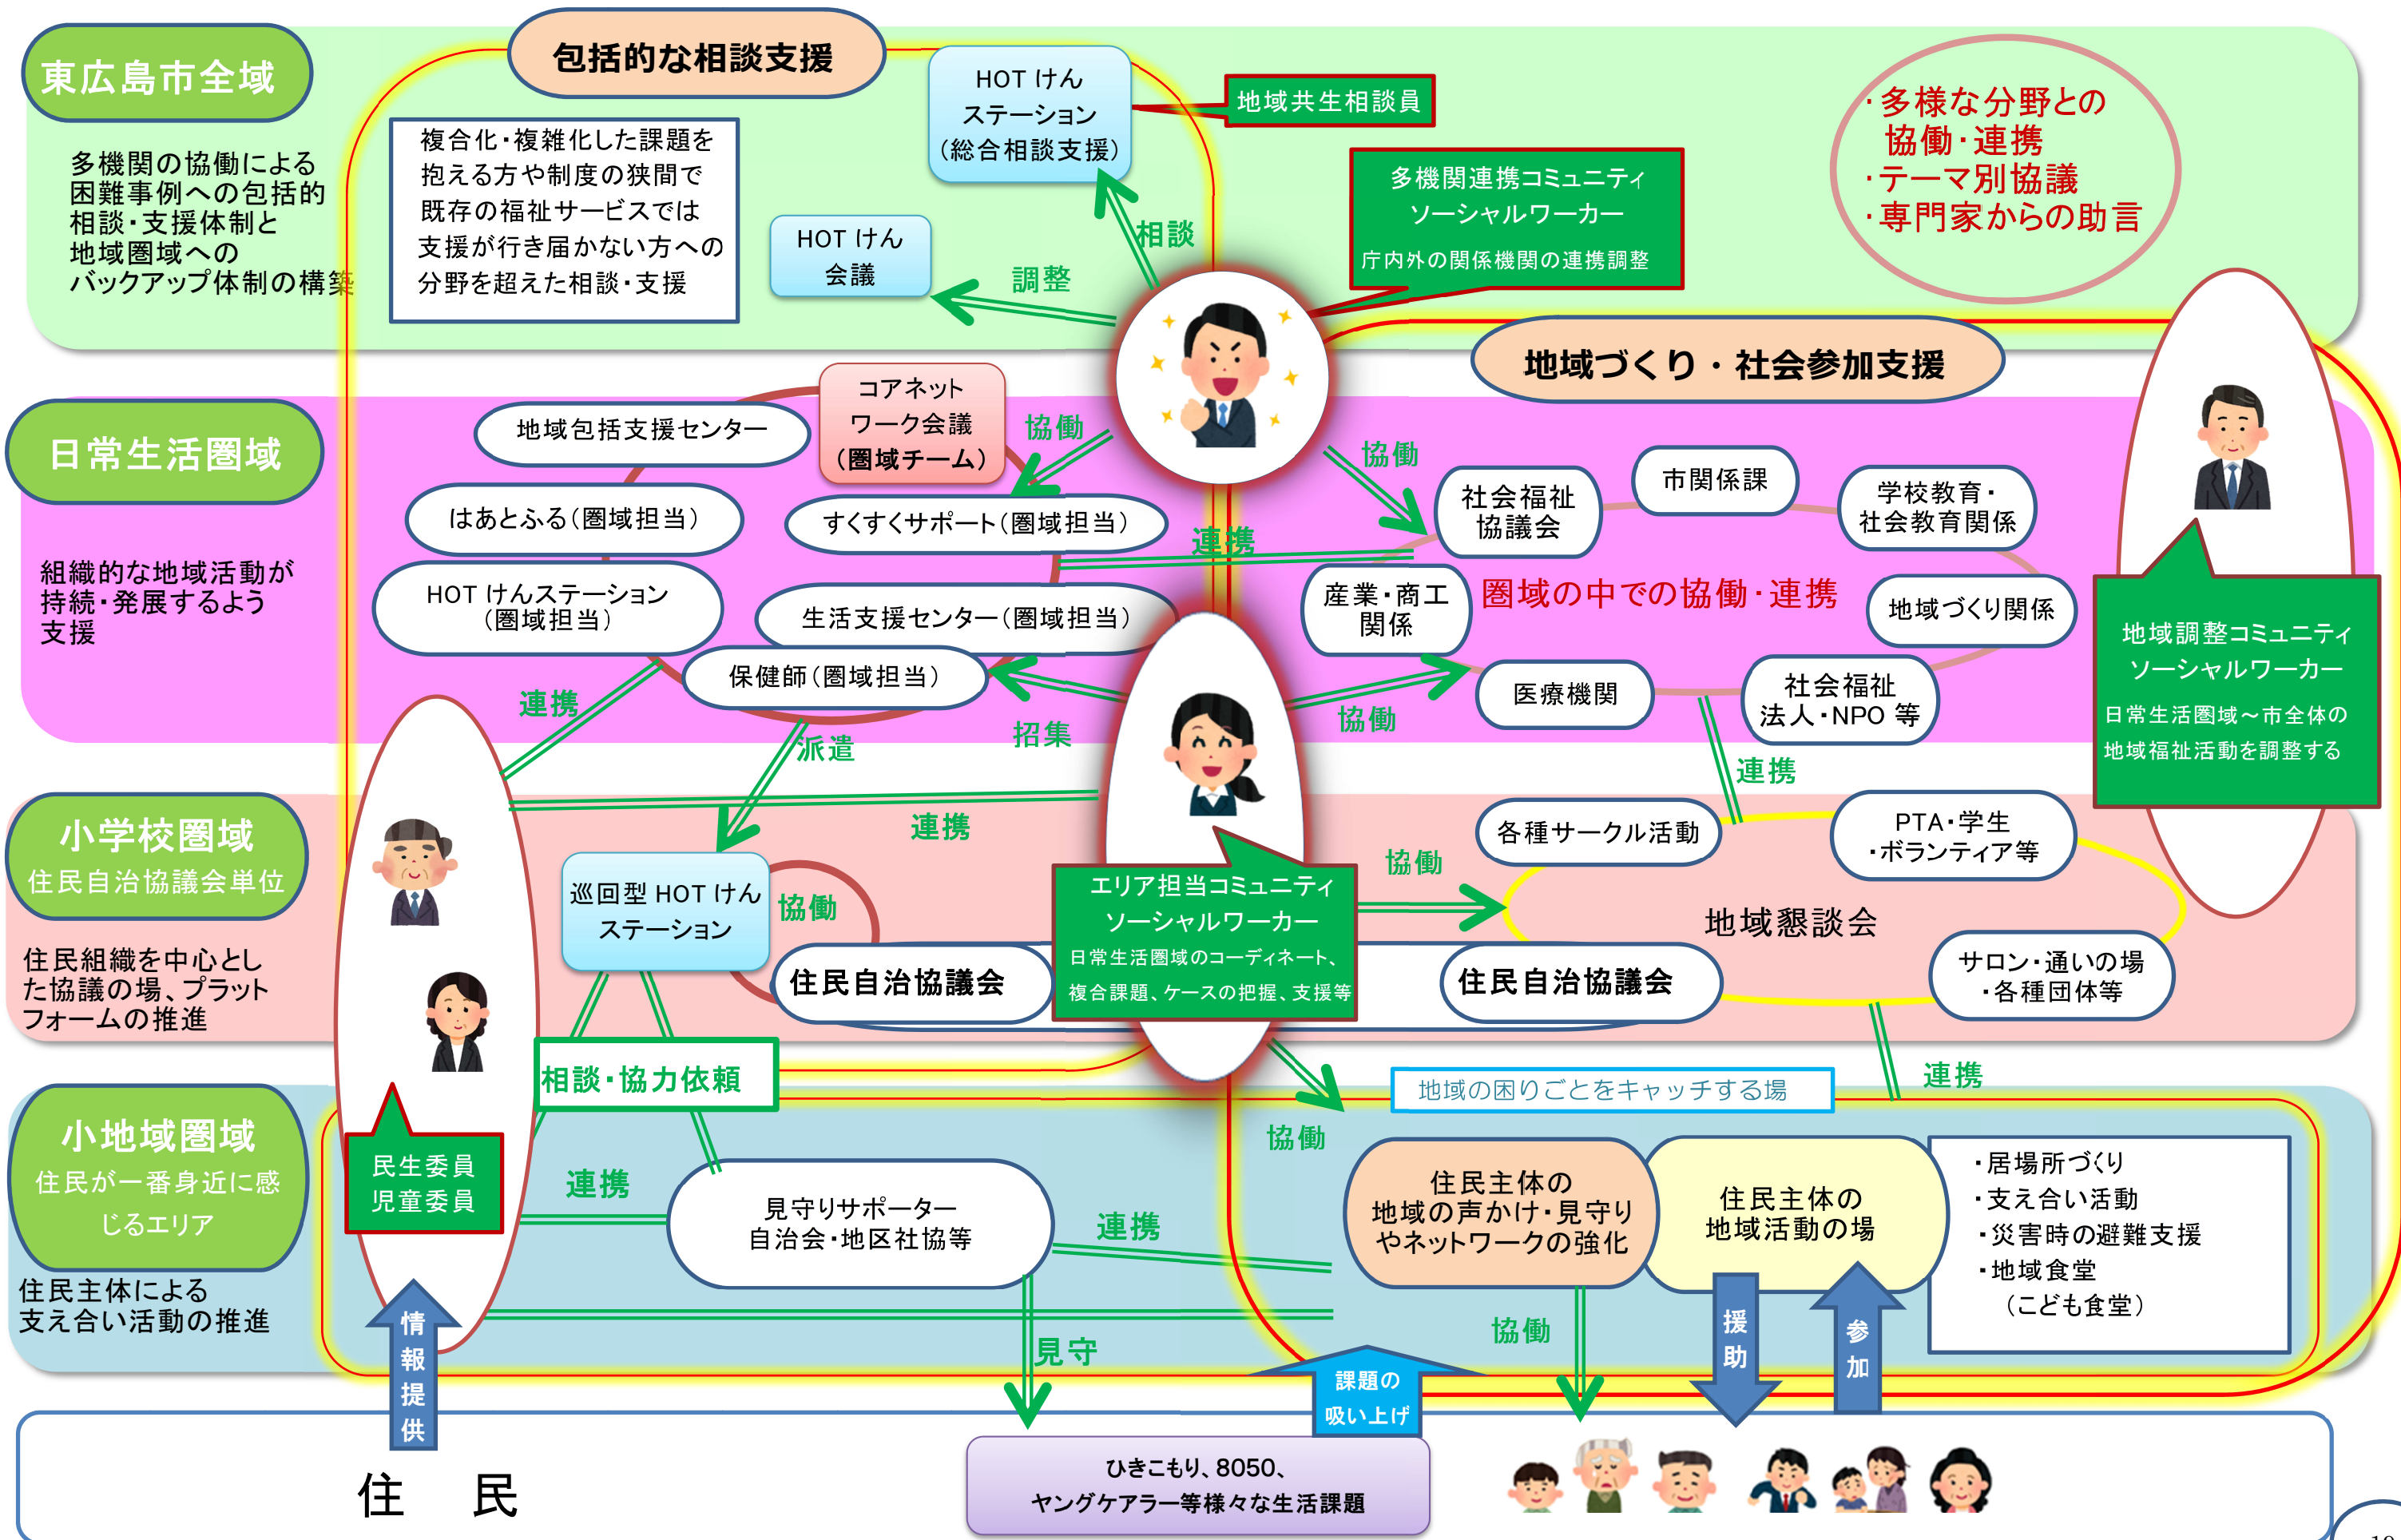 東広島市全域
多機関の協働による
困難事例への包括的
相談・支援体制と
地域圏域への
バックアップ体制の構築
包括的な相談支援
複合化・複雑化した課題を
抱える方や制度の狭間で
既存の福祉サービスでは
支援が行き届かない方への
分野を超えた相談・支援
HOT けん
ステーション
(総合相談支援)
地域共生相談員
HOT けん
会議
相談
調整
多機関連携コミュニティ
ソーシャルワーカー
庁内外の関係機関の連携調整
・多様な分野との
協働・連携
・テーマ別協議
・専門家からの助言
地域づくり・社会参加支援
日常生活圏域
組織的な地域活動が
持続・発展するよう
支援
コアネット
ワーク会議
(圏域チーム)
地域包括支援センター
はあとふる(圏域担当)
すくすくサポート(圏域担当)
HOT けんステーション
(圏域担当)
生活支援センター(圏域担当)
保健師(圏域担当)
協働
協働
連携
社会福祉
協議会
市関係課
学校教育・
社会教育関係
産業・商工
関係
圏域の中での協働・連携
地域づくり関係
医療機関
社会福祉
法人・NPO 等
地域調整コミュニティ
ソーシャルワーカー
日常生活圏域～市全体の
地域福祉活動を調整する
連携
派遣
招集
協働
連携
小学校圏域
住民自治協議会単位
住民組織を中心とし
た協議の場、プラット
フォームの推進
連携
巡回型 HOT けん
ステーション
協働
住民自治協議会
エリア担当コミュニティ
ソーシャルワーカー
日常生活圏域のコーディネート、
複合課題、ケースの把握、支援等
協働
各種サークル活動
PTA・学生
・ボランティア等
地域懇談会
住民自治協議会
サロン・通いの場
・各種団体等
相談・協力依頼
協働
連携
地域の困りごとをキャッチする場
小地域圏域
住民が一番身近に感
じるエリア
住民主体による
支え合い活動の推進
民生委員
児童委員
連携
見守りサポーター
自治会・地区社協等
連携
住民主体の
地域の声かけ・見守り
やネットワークの強化
住民主体の
地域活動の場
・居場所づくり
・支え合い活動
・災害時の避難支援
・地域食堂
(こども食堂)
情報提供
見守
協働
援助
参加
課題の
吸い上げ
住 民
ひきこもり、8050、
ヤングケアラー等様々な生活課題